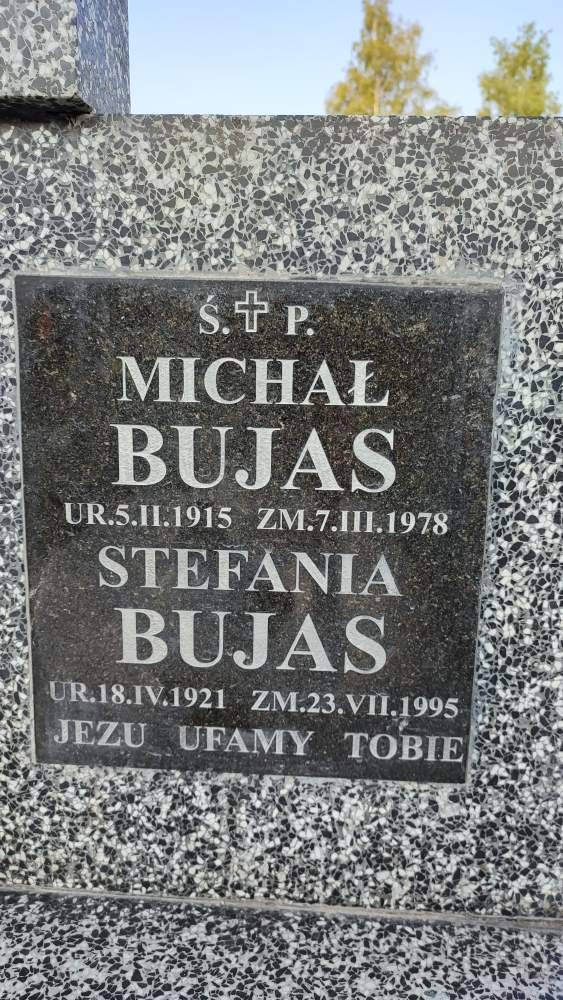 Ś. P.
MICHAŁ
BUJAS
UR.5.II.1915 ZM.7.III.1978
STEFANIA
BUJAS
UR.18.IV.1921 ZM.23.VII.1995
JEZU UFAMY TOBIE